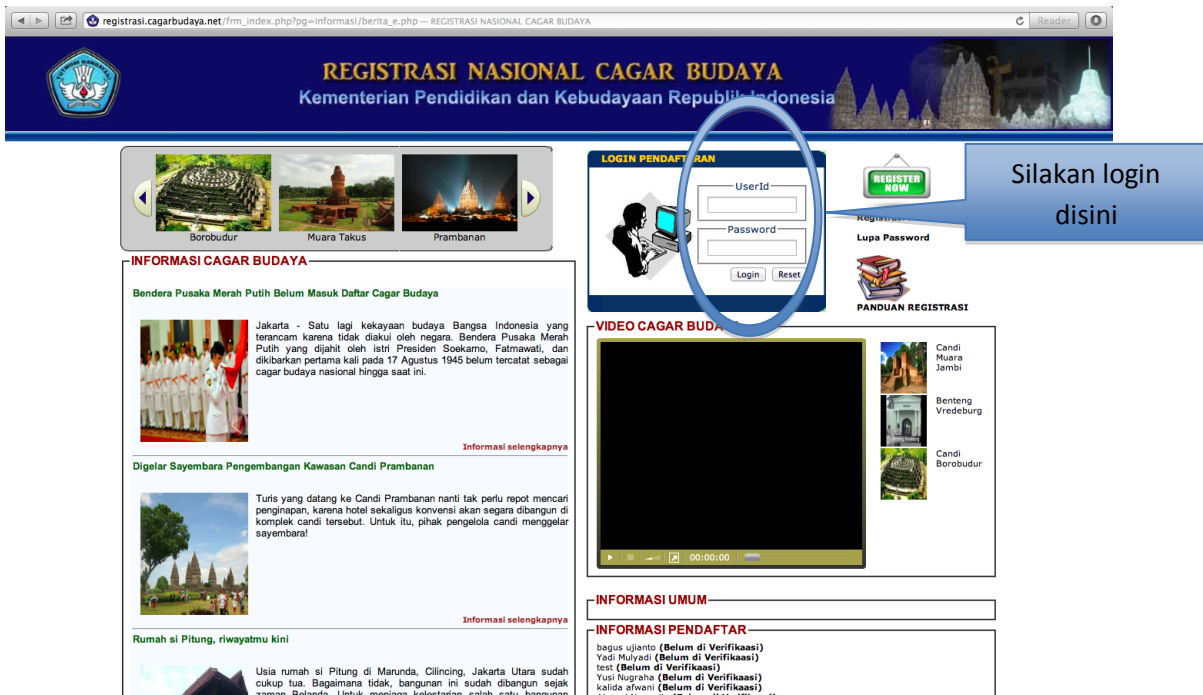 registrasi.cagarbudaya.net/frm_index.php?pg=informasi/berita_e.php — REGISTRASI NASIONAL CAGAR BUDAYA
Reader
REGISTRASI NASIONAL CAGAR BUDAYA
Kementerian Pendidikan dan Kebudayaan Republik Indonesia
Borobudur
Muara Takus
Prambanan
LOGIN PENDAFTARAN
UserId
Password
Login
Reset
REGISTER
NOW
Lupa Password
PANDUAN REGISTRASI
Silakan login
disini
INFORMASI CAGAR BUDAYA
Bendera Pusaka Merah Putih Belum Masuk Daftar Cagar Budaya
Jakarta - Satu lagi kekayaan budaya Bangsa Indonesia yang
terancam karena tidak diakui oleh negara. Bendera Pusaka Merah
Putih yang dijahit oleh istri Presiden Soekarno, Fatmawati, dan
dikibarkan pertama kali pada 17 Agustus 1945 belum tercatat sebagai
cagar budaya nasional hingga saat ini.
Informasi selengkapnya
Digelar Sayembara Pengembangan Kawasan Candi Prambanan
Turis yang datang ke Candi Prambanan nanti tak perlu repot mencari
penginapan, karena hotel sekaligus konvensi akan segara dibangun di
komplek candi tersebut. Untuk itu, pihak pengelola candi menggelar
sayembara!
Informasi selengkapnya
Rumah si Pitung, riwayatmu kini
Usia rumah si Pitung di Marunda, Cilincing, Jakarta Utara sudah
cukup tua. Bagaimana tidak, bangunan ini sudah dibangun sejak
zaman Belanda. Untuk menjaga kelestarian salah satu bangunan
VIDEO CAGAR BUDAYA
00:00:00
Candi
Muara
Jambi
Benteng
Vredeburg
Candi
Borobudur
INFORMASI UMUM
INFORMASI PENDAFTAR
bagus ujianto (Belum di Verifikaasi)
Yadi Mulyadi (Belum di Verifikaasi)
test (Belum di Verifikaasi)
Yusi Nugraha (Belum di Verifikaasi)
kalida afwani (Belum di Verifikaasi)